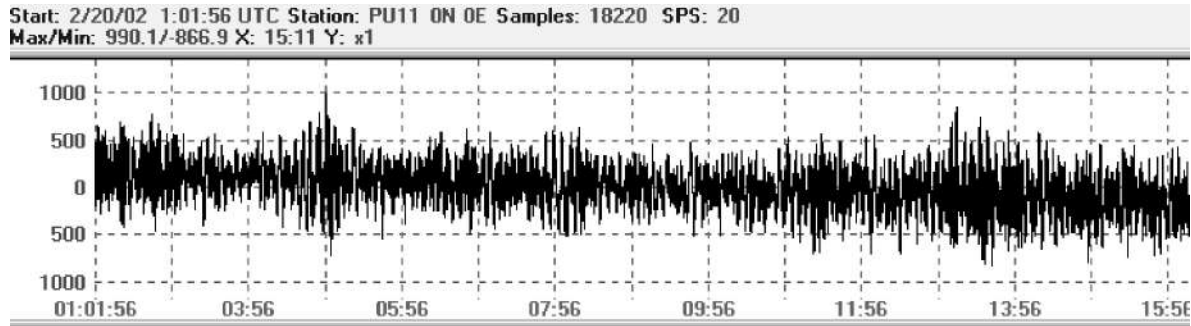 Start: 2/20/02 1:01:56 UTC Station: PU11 0N 0E Samples: 18220 SPS: 20
Max/Min: 990.1/-866.9 X: 15:11 Y: x1
1000
500
0
500
1000
01:01:56 03:56 05:56 07:56 09:56 11:56 13:56 15:56